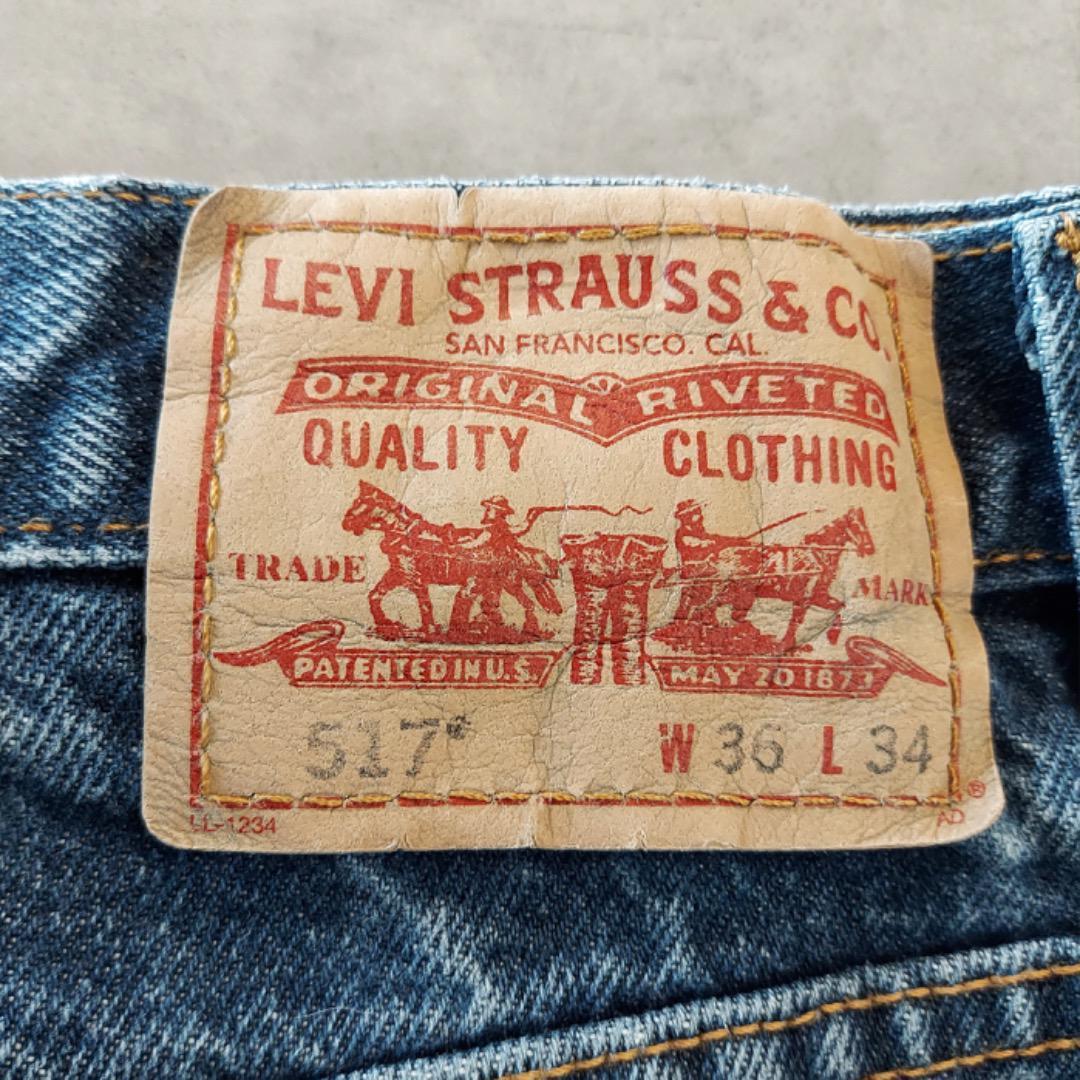 LEVI STRAUSS & CO.
SAN FRANCISCO. CAL.
ORIGINAL RIVETED
QUALITY CLOTHING
TRADE MARK
PATENTED IN U.S. MAY 20 1873
517 W 36 L 34
®
LL-1234 AD